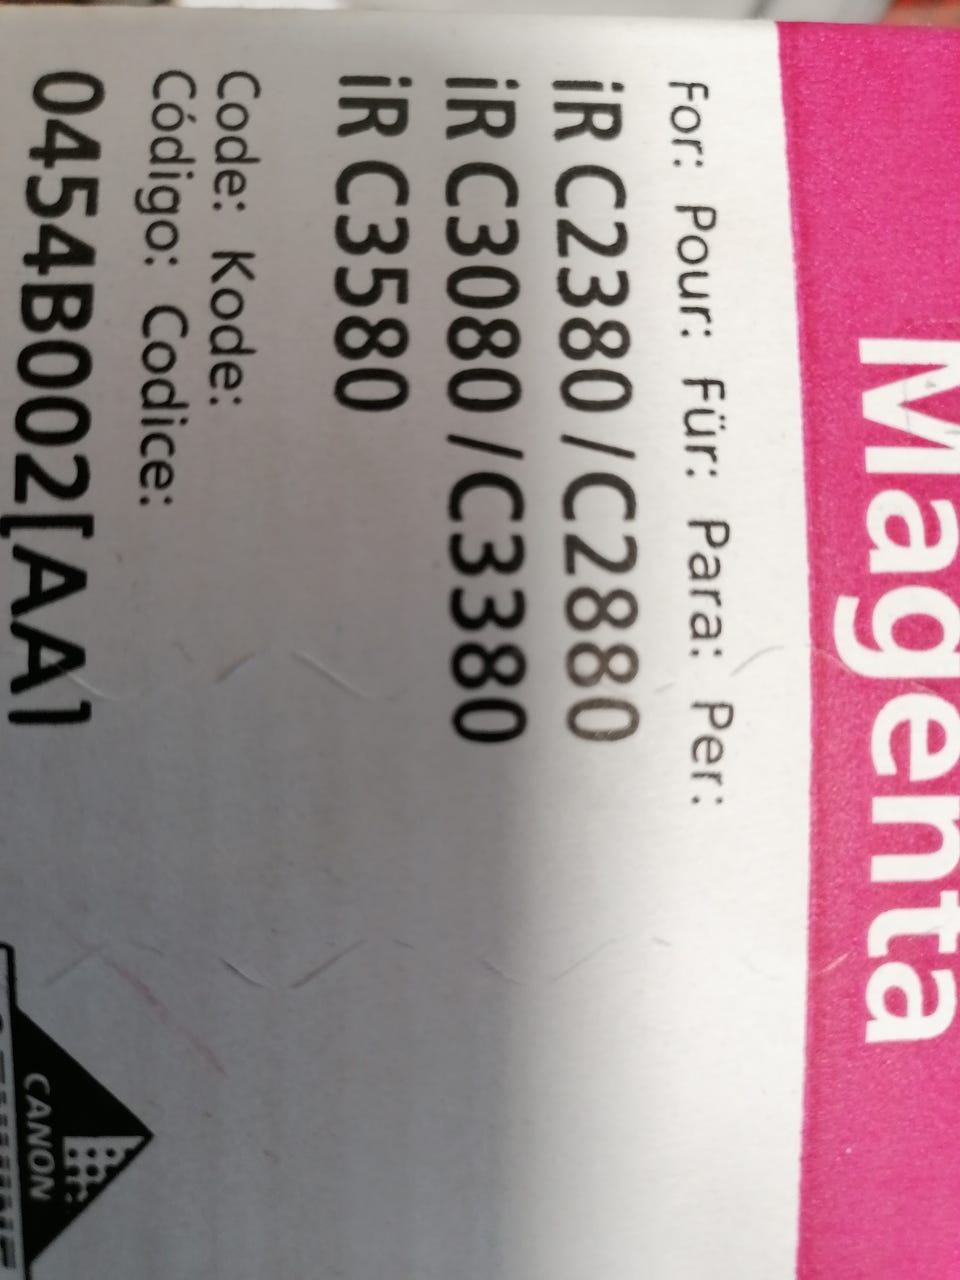 Magenta
For: Pour: Für: Para: Per:
iR C2380 /C2880
iR C3080 /C3380
iR C3580
Code: Kode:
Código: Codice:
0454B002[AA]
CANON